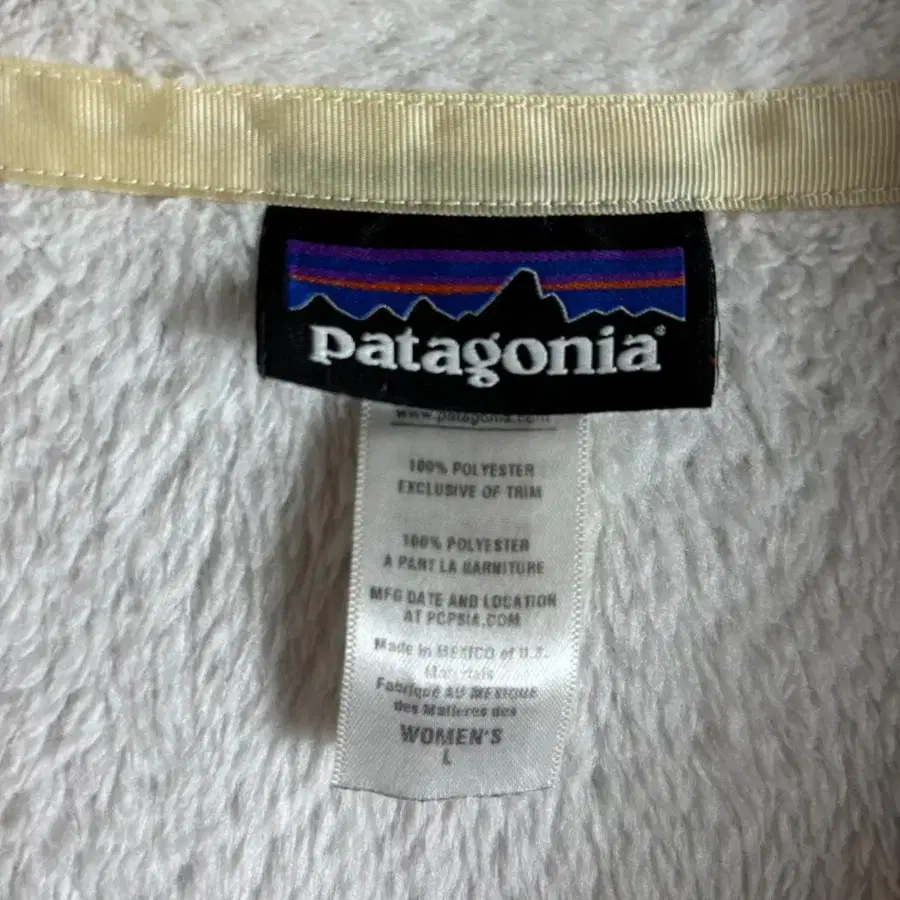 patagonia®
www.patagonia.com
100% POLYESTER
EXCLUSIVE OF TRIM
100% POLYESTER
A PART LA GARNITURE
MFG DATE AND LOCATION
AT PCPSIA.COM
Made in MEXICO of U.S.
Materials
Fabriqué AU MEXIQUE
des Matieres des
WOMEN'S
L